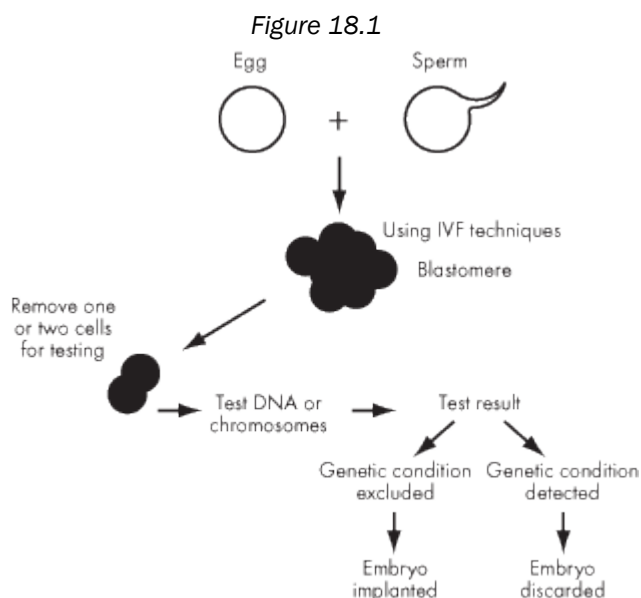 Figure 18.1
Egg
Sperm
+
Using IVF techniques
Blastomere
Remove one
or two cells
for testing
Test DNA or
chromosomes
Test result
Genetic condition
excluded
Genetic condition
detected
Embryo
implanted
Embryo
discarded